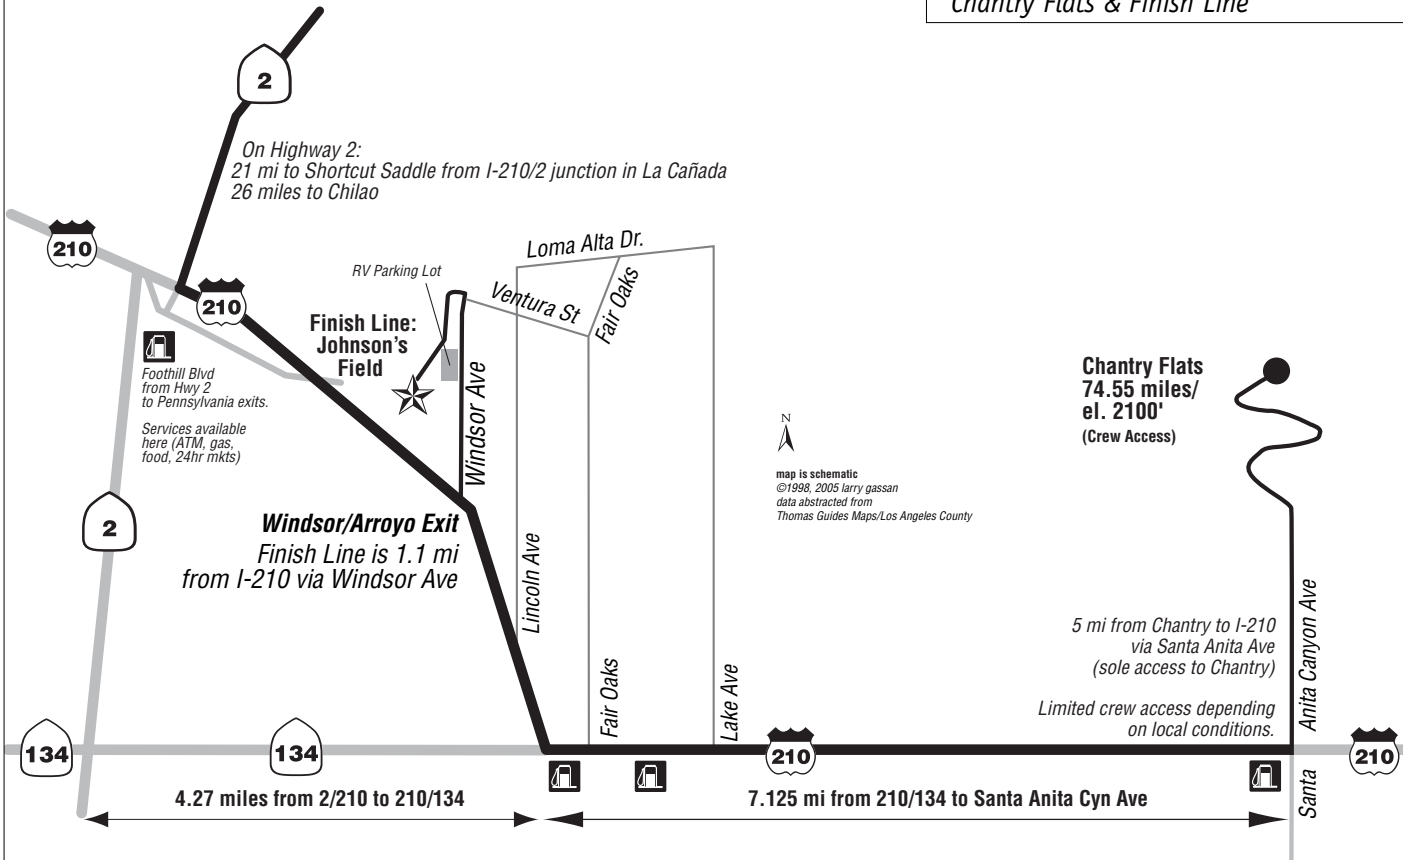 Chantry Flats & Finish Line
2
On Highway 2:
21 mi to Shortcut Saddle from I-210/2 junction in La Cañada
26 miles to Chilao
210
210
RV Parking Lot
Loma Alta Dr.
Ventura St
Fair Oaks
Finish Line:
Johnson's
Field
Windsor Ave
Foothill Blvd
from Hwy 2
to Pennsylvania exits.
Services available
here (ATM, gas,
food, 24hr mkts)
Chantry Flats
74.55 miles/
el. 2100'
(Crew Access)
N
map is schematic
©1998, 2005 larry gassan
data abstracted from
Thomas Guides Maps/Los Angeles County
2
Windsor/Arroyo Exit
Finish Line is 1.1 mi
from I-210 via Windsor Ave
Lincoln Ave
Fair Oaks
Lake Ave
5 mi from Chantry to I-210
via Santa Anita Ave
(sole access to Chantry)
Limited crew access depending
on local conditions.
Santa Anita Canyon Ave
134
134
210
210
4.27 miles from 2/210 to 210/134
7.125 mi from 210/134 to Santa Anita Cyn Ave